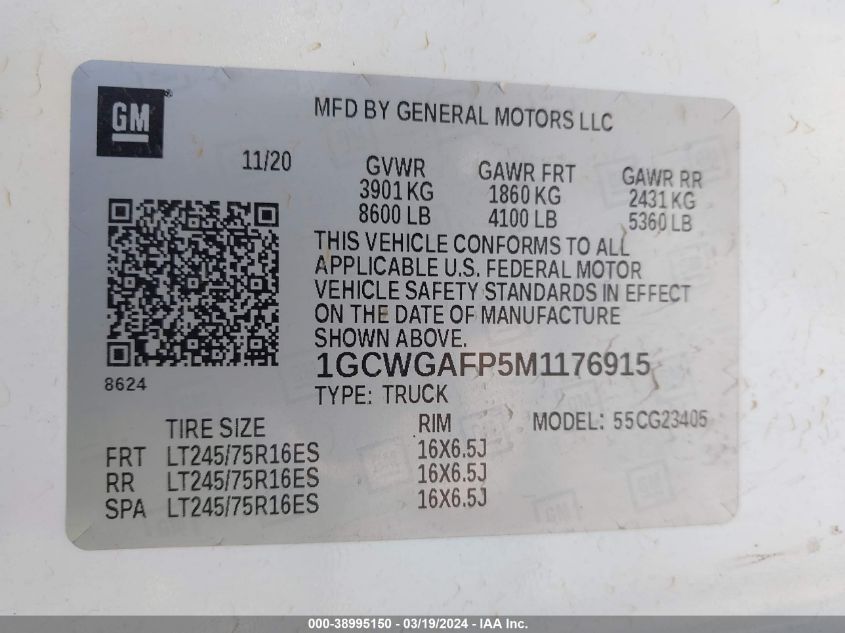 GM
MFD BY GENERAL MOTORS LLC
11/20
GVWR GAWR FRT GAWR RR
3901 KG 1860 KG 2431 KG
8600 LB 4100 LB 5360 LB
THIS VEHICLE CONFORMS TO ALL
APPLICABLE U.S. FEDERAL MOTOR
VEHICLE SAFETY STANDARDS IN EFFECT
ON THE DATE OF MANUFACTURE
SHOWN ABOVE.
1GCWGAFP5M1176915
8624
TYPE: TRUCK
TIRE SIZE RIM MODEL: 55CG23405
FRT LT245/75R16ES 16X6.5J
RR LT245/75R16ES 16X6.5J
SPA LT245/75R16ES 16X6.5J
000-38995150 - 03/19/2024 - IAA Inc.